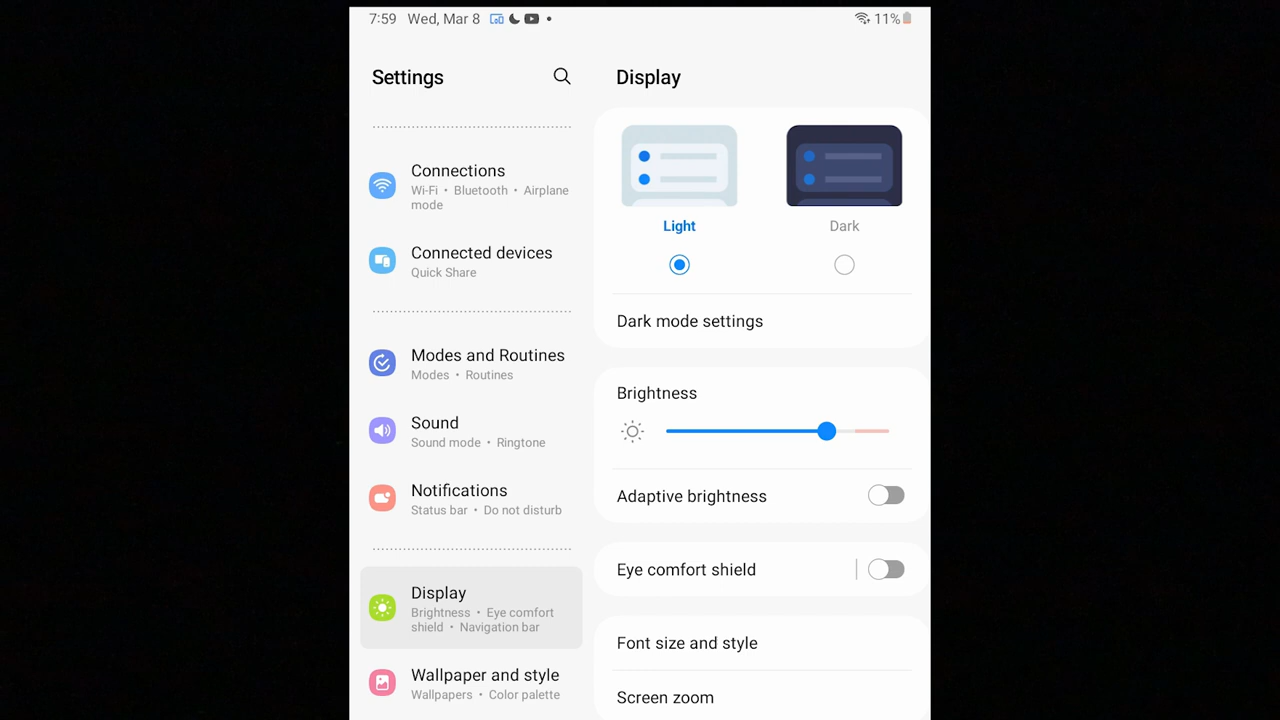 7:59 Wed, Mar 8
11%
Settings
Connections
Wi-Fi • Bluetooth • Airplane
mode
Connected devices
Quick Share
Modes and Routines
Modes • Routines
Sound
Sound mode • Ringtone
Notifications
Status bar • Do not disturb
Display
Brightness • Eye comfort
shield • Navigation bar
Wallpaper and style
Wallpapers • Color palette
Display
Light
Dark
Dark mode settings
Brightness
Adaptive brightness
Eye comfort shield
Font size and style
Screen zoom